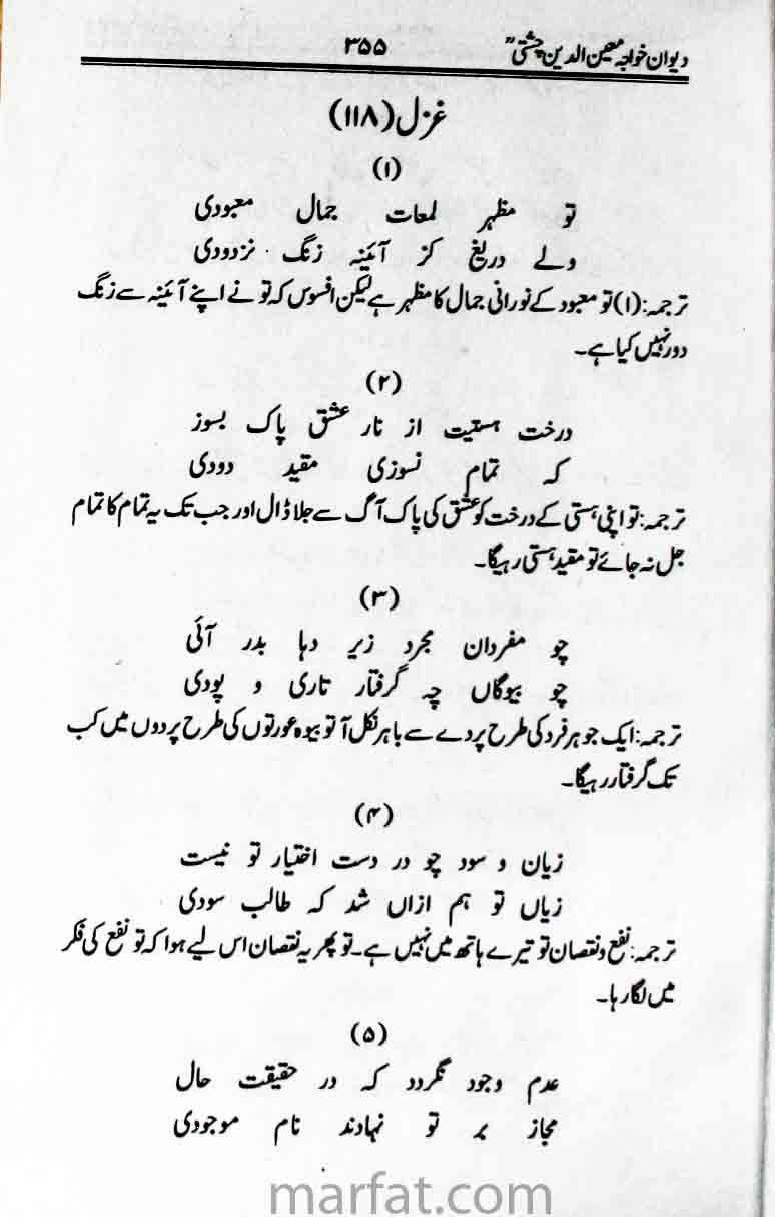 دیوان خواجہ معین الدین چشتیؒ ۳۵۵
غزل (۱۱۸)
(۱)
تو مظہر لمعات جمال معبودی
ولے دریغ کز آئینہ زنگ نزدودی
ترجمہ: (۱) تو معبود کے نورانی جمال کا مظہر ہے لیکن افسوس کہ تو نے اپنے آئینہ سے زنگ
دور نہیں کیا ہے۔
(۲)
درخت ہستیت از نار عشق پاک بسوز
کہ تمام نسوزی مقید دودی
ترجمہ: تو اپنی ہستی کے درخت کو عشق کی پاک آگ سے جلا ڈال اور جب تک یہ تمام کا تمام
جل نہ جائے تو مقید ہستی رہیگا۔
(۳)
چو مفردان مجرد زیر دہا بدر آئی
چو بیوگاں چہ گرفتار تاری و پودی
ترجمہ: ایک جوہر فرد کی طرح پردے سے باہر نکل آ تو بیوہ عورتوں کی طرح پردوں میں کب
تک گرفتار رہیگا۔
(۴)
زیان و سود چو در دست اختیار تو نیست
زیاں تو ہم ازاں شد کہ طالب سودی
ترجمہ: نفع و نقصان تو تیرے ہاتھ میں نہیں ہے۔ تو پھر یہ نقصان اس لیے ہوا کہ تو نفع کی فکر
میں لگا رہا۔
(۵)
عدم وجود نگردد کہ در حقیقت حال
مجاز بر تو نہادند نام موجودی
marfat.com